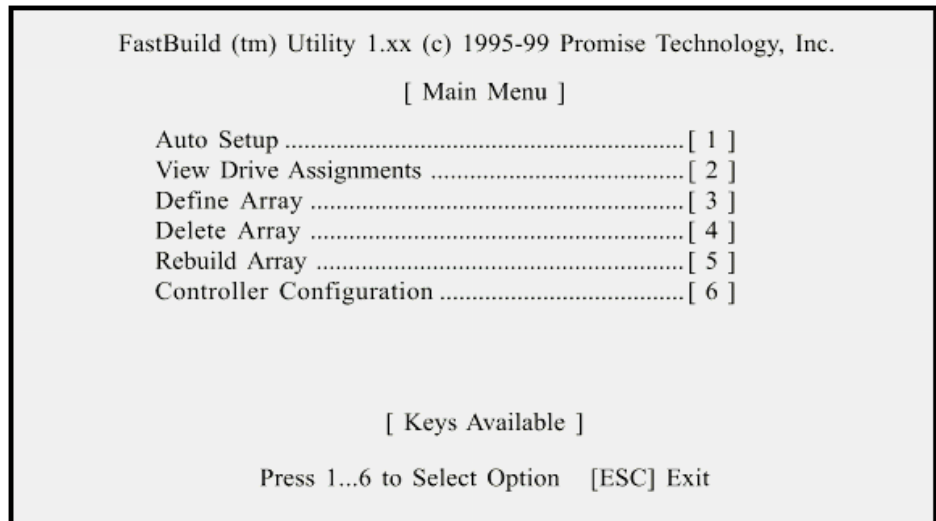 FastBuild (tm) Utility 1.xx (c) 1995-99 Promise Technology, Inc.
[ Main Menu ]
Auto Setup ............................................................[ 1 ]
View Drive Assignments ......................................[ 2 ]
Define Array ........................................................[ 3 ]
Delete Array ........................................................[ 4 ]
Rebuild Array .......................................................[ 5 ]
Controller Configuration .....................................[ 6 ]
[ Keys Available ]
Press 1...6 to Select Option [ESC] Exit